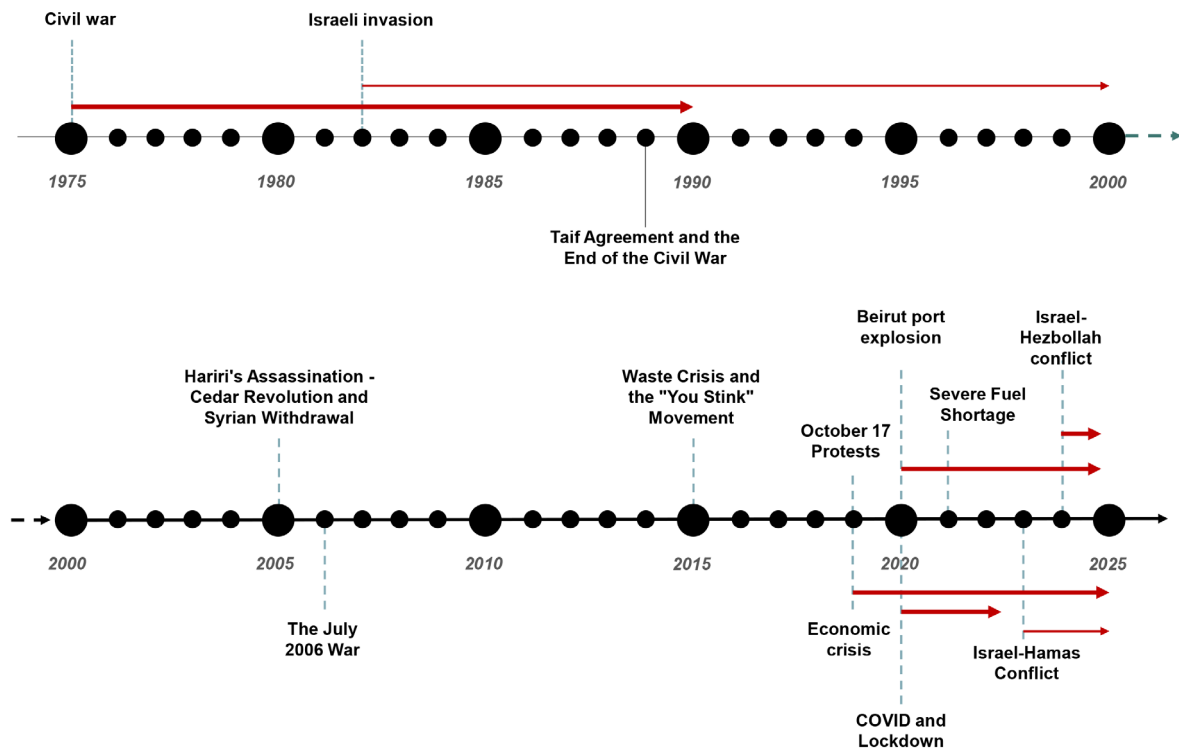 Civil war
Israeli invasion
1975
1980
1985
1990
1995
2000
Taif Agreement and the
End of the Civil War
Hariri's Assassination -
Cedar Revolution and
Syrian Withdrawal
Waste Crisis and
the "You Stink"
Movement
October 17
Protests
Beirut port
explosion
Severe Fuel
Shortage
Israel-
Hezbollah
conflict
2000
2005
2010
2015
2020
2025
The July
2006 War
Economic
crisis
COVID and
Lockdown
Israel-Hamas
Conflict